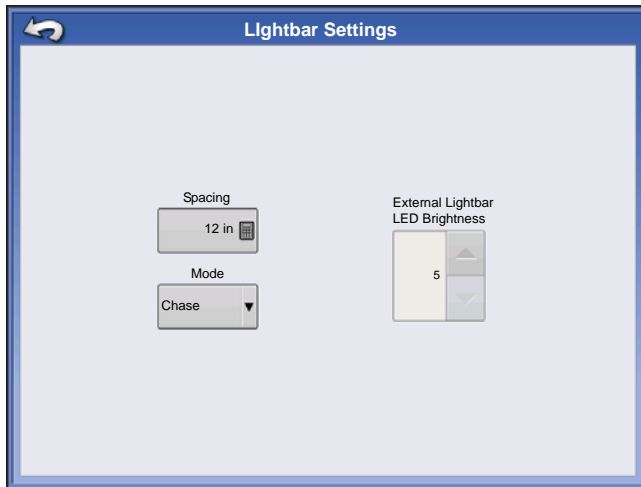 LIghtbar Settings
Spacing
12 in
Mode
Chase
External Lightbar
LED Brightness
5